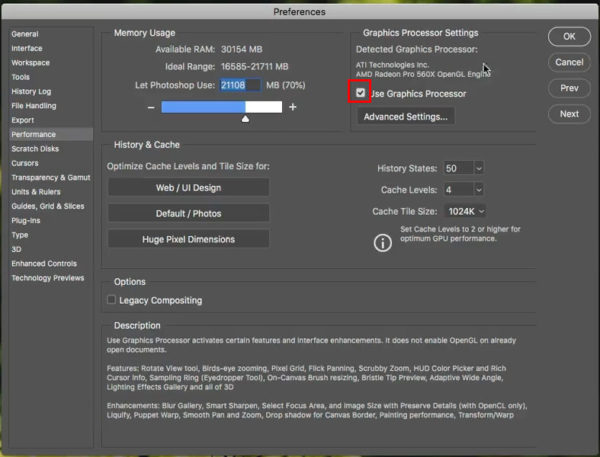 Preferences
General
Interface
Workspace
Tools
History Log
File Handling
Export
Performance
Scratch Disks
Cursors
Transparency & Gamut
Units & Rulers
Guides, Grid & Slices
Plug-Ins
Type
3D
Enhanced Controls
Technology Previews
Memory Usage
Available RAM: 30154 MB
Ideal Range: 16585-21711 MB
Let Photoshop Use: 21108 MB (70%)
− +
Graphics Processor Settings
Detected Graphics Processor:
ATI Technologies Inc.
AMD Radeon Pro 560X OpenGL Engine
Use Graphics Processor
Advanced Settings...
OK
Cancel
Prev
Next
History & Cache
Optimize Cache Levels and Tile Size for:
Web / UI Design
Default / Photos
Huge Pixel Dimensions
History States: 50
Cache Levels: 4
Cache Tile Size: 1024K
Set Cache Levels to 2 or higher for
optimum GPU performance.
Options
Legacy Compositing
Description
Use Graphics Processor activates certain features and interface enhancements. It does not enable OpenGL on already
open documents.
Features: Rotate View tool, Birds-eye zooming, Pixel Grid, Flick Panning, Scrubby Zoom, HUD Color Picker and Rich
Cursor Info, Sampling Ring (Eyedropper Tool), On-Canvas Brush resizing, Bristle Tip Preview, Adaptive Wide Angle,
Lighting Effects Gallery and all of 3D
Enhancements: Blur Gallery, Smart Sharpen, Select Focus Area, and Image Size with Preserve Details (with OpenCL only),
Liquify, Puppet Warp, Smooth Pan and Zoom, Drop shadow for Canvas Border, Painting performance, Transform/Warp